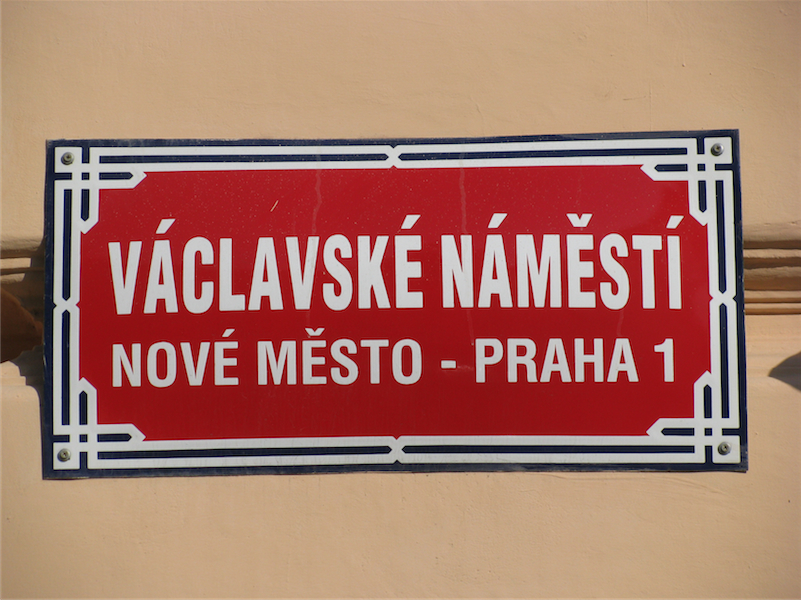 VÁCLAVSKÉ NÁMĚSTÍ
NOVÉ MĚSTO - PRAHA 1